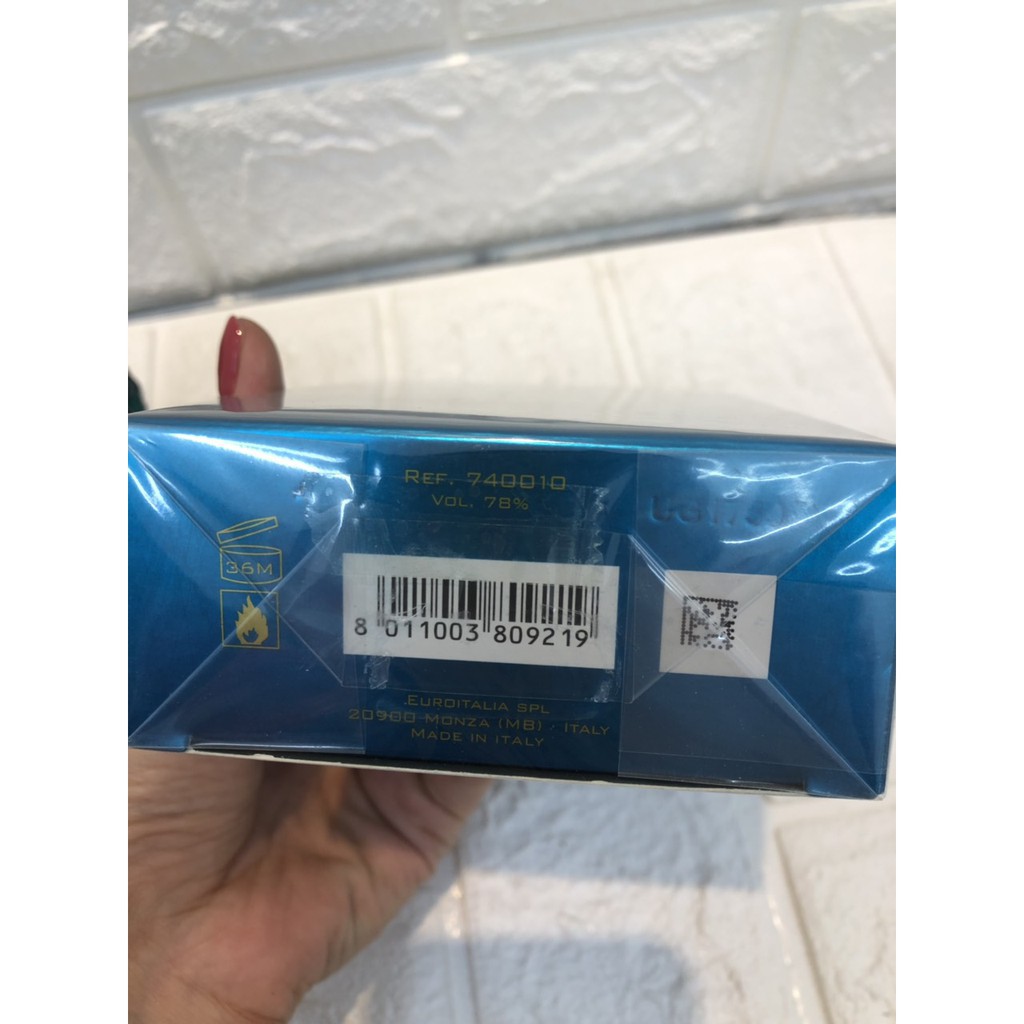 REF. 740010
VOL. 78%
36M
8 011003 809219
EUROITALIA SPL
20900 MONZA (MB) - ITALY
MADE IN ITALY